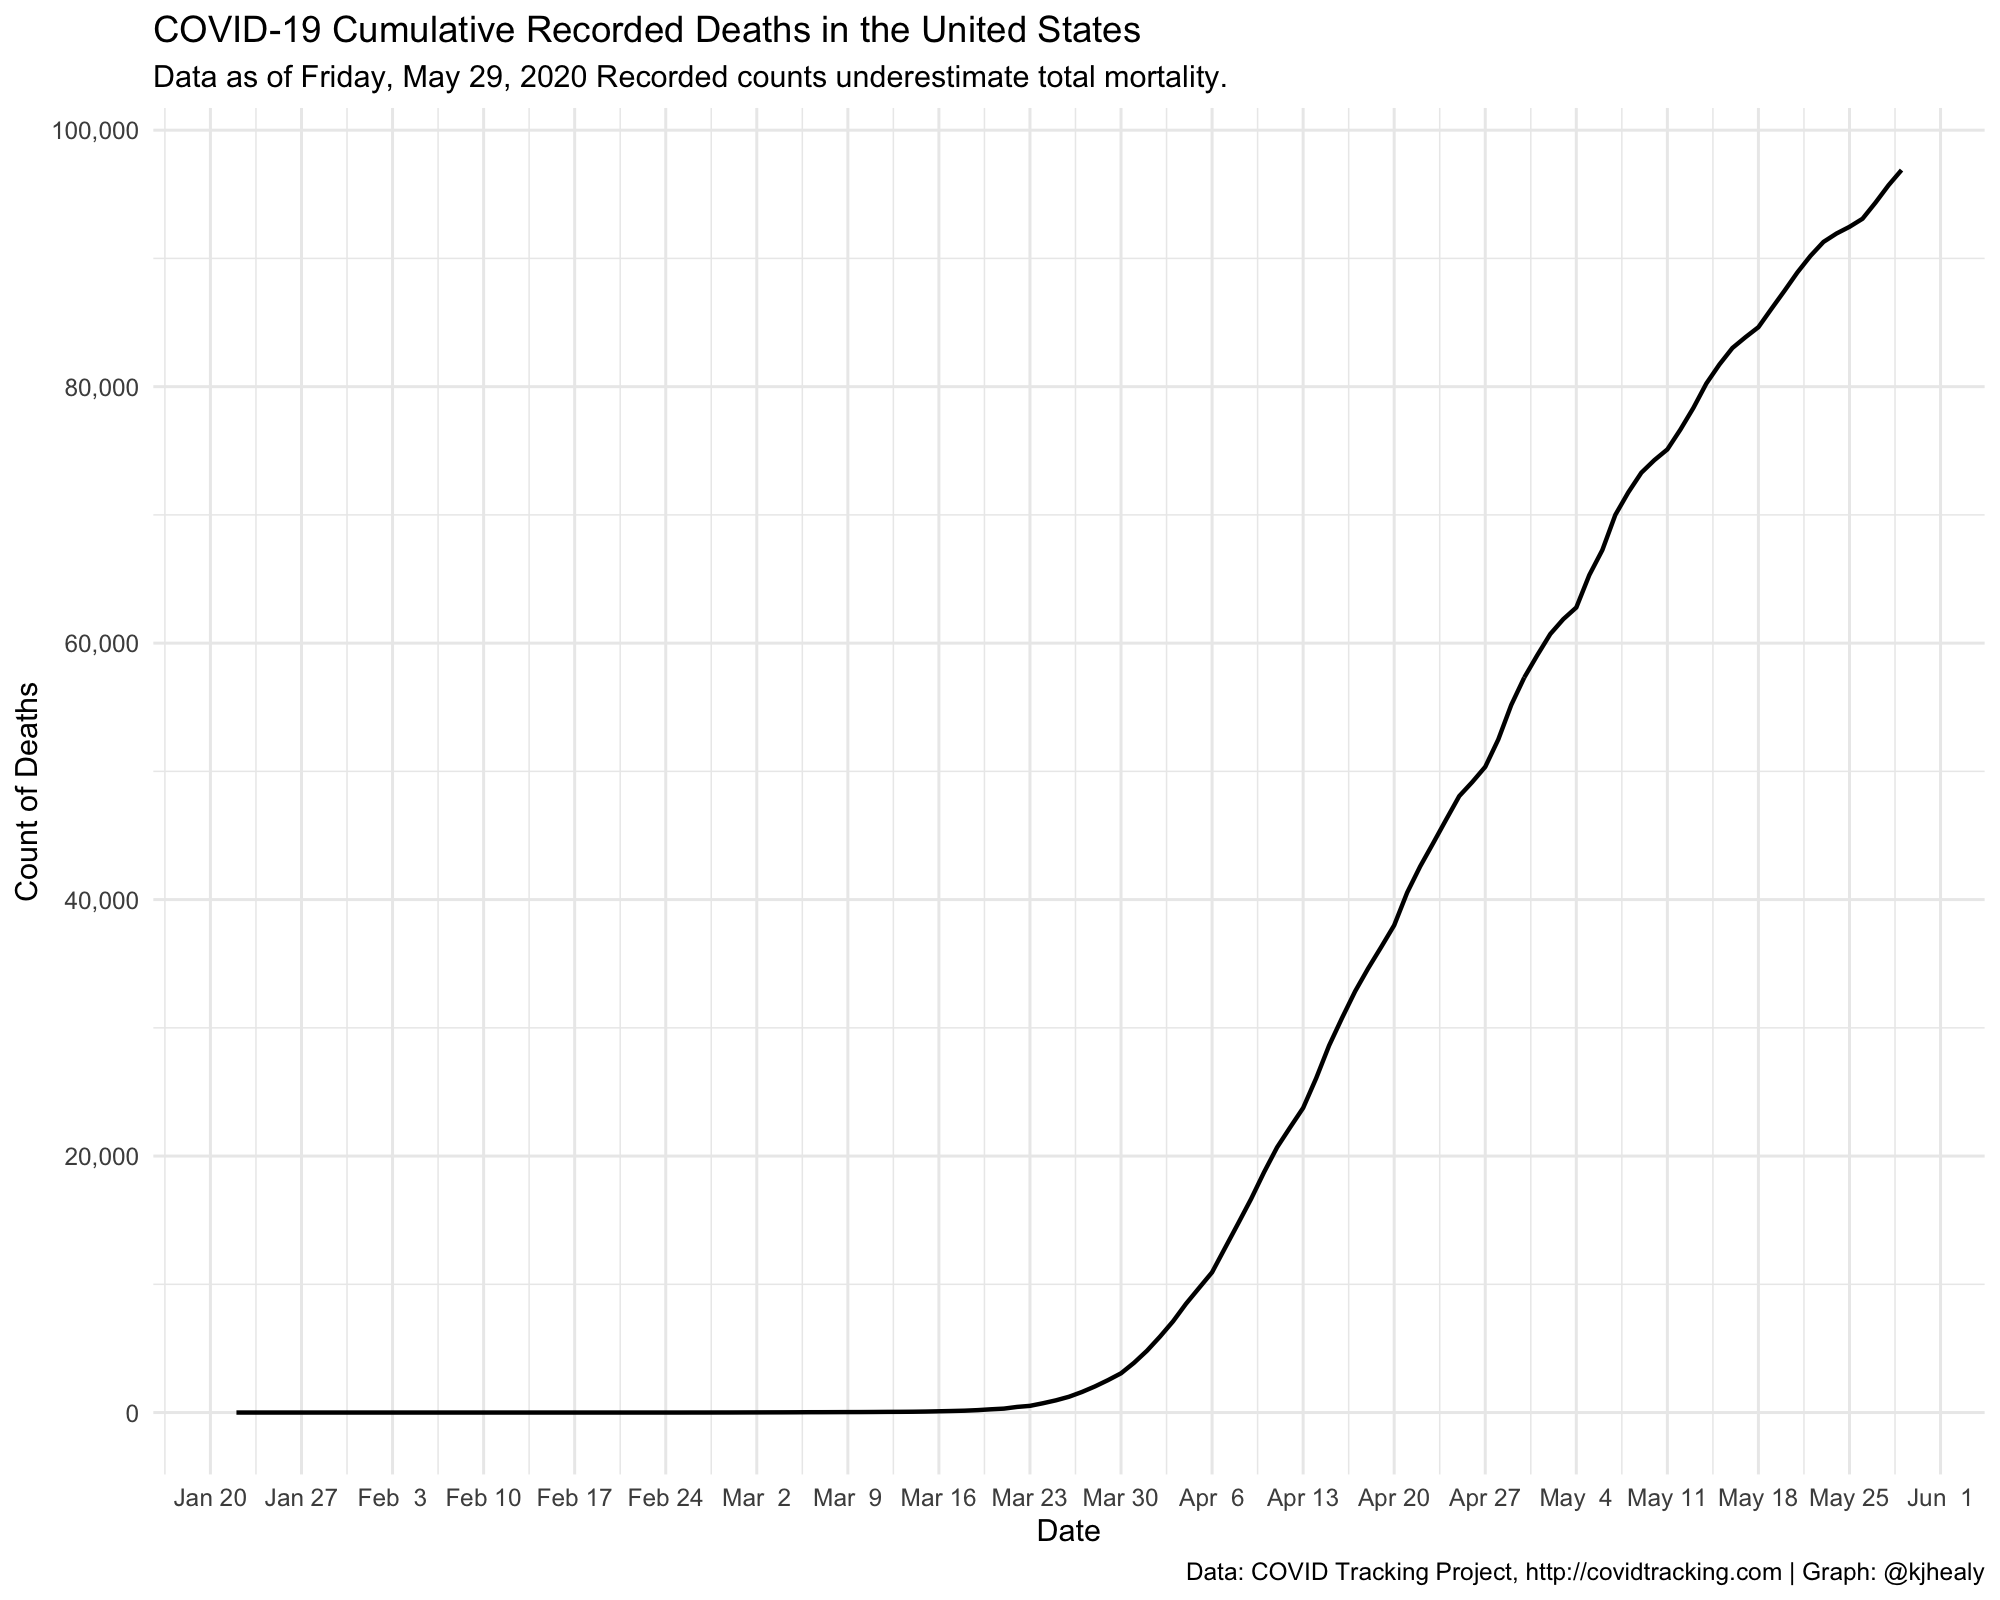 COVID-19 Cumulative Recorded Deaths in the United States
Data as of Friday, May 29, 2020 Recorded counts underestimate total mortality.
100,000
80,000
60,000
40,000
20,000
0
Count of Deaths
Jan 20 Jan 27 Feb 3 Feb 10 Feb 17 Feb 24 Mar 2 Mar 9 Mar 16 Mar 23 Mar 30 Apr 6 Apr 13 Apr 20 Apr 27 May 4 May 11 May 18 May 25 Jun 1
Date
Data: COVID Tracking Project, http://covidtracking.com | Graph: @kjhealy